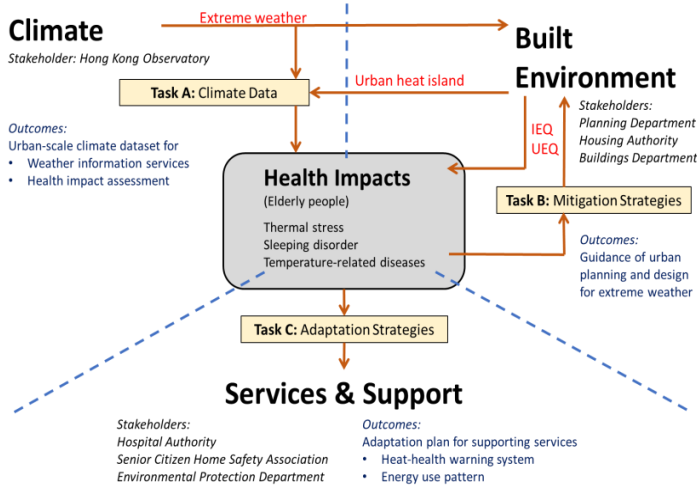 Climate
Extreme weather
Stakeholder: Hong Kong Observatory
Task A: Climate Data
Urban heat island
Outcomes:
Urban-scale climate dataset for
• Weather information services
• Health impact assessment
Built
Environment
Stakeholders:
Planning Department
Housing Authority
Buildings Department
IEQ
UEQ
Task B: Mitigation Strategies
Outcomes:
Guidance of urban
planning and design
for extreme weather
Health Impacts
(Elderly people)
Thermal stress
Sleeping disorder
Temperature-related diseases
Task C: Adaptation Strategies
Services & Support
Stakeholders:
Hospital Authority
Senior Citizen Home Safety Association
Environmental Protection Department
Outcomes:
Adaptation plan for supporting services
• Heat-health warning system
• Energy use pattern